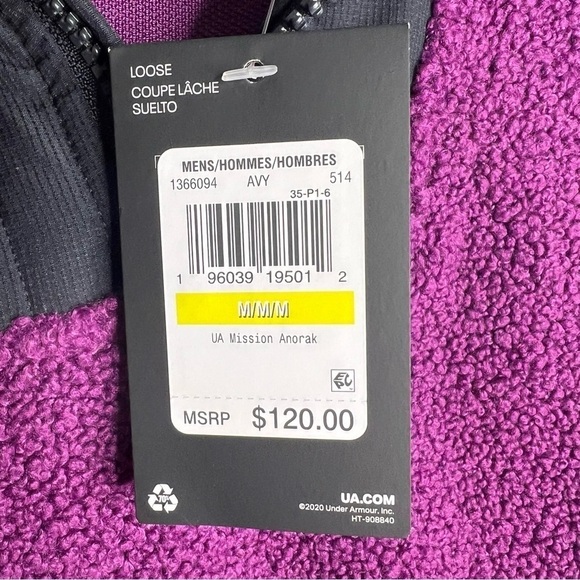 LOOSE
COUPE LÂCHE
SUELTO
MENS/HOMMES/HOMBRES
1366094 AVY 514
35-P1-6
1 96039 19501 2
M/M/M
UA Mission Anorak
MSRP $120.00
UA.COM
©2020 Under Armour, Inc.
HT-908840